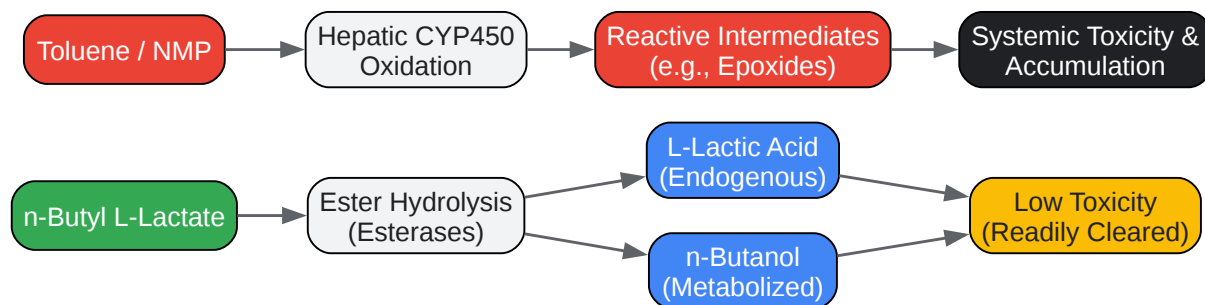 Toluene / NMP
Hepatic CYP450
Oxidation
Reactive Intermediates
(e.g., Epoxides)
Systemic Toxicity &
Accumulation
n-Butyl L-Lactate
Ester Hydrolysis
(Esterases)
L-Lactic Acid
(Endogenous)
n-Butanol
(Metabolized)
Low Toxicity
(Readily Cleared)